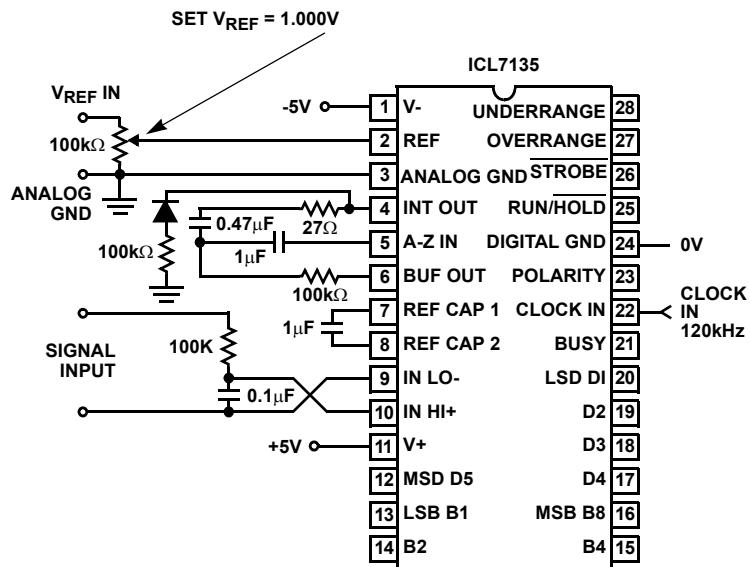 SET VREF = 1.000V
ICL7135
VREF IN
100kΩ
ANALOG
GND
-5V
1 V-
2 REF
3 ANALOG GND
4 INT OUT
5 A-Z IN
6 BUF OUT
7 REF CAP 1
8 REF CAP 2
9 IN LO-
10 IN HI+
11 V+
12 MSD D5
13 LSB B1
14 B2
UNDERRANGE 28
OVERRANGE 27
STROBE 26
RUN/HOLD 25
DIGITAL GND 24
POLARITY 23
CLOCK IN 22
BUSY 21
LSD DI 20
D2 19
D3 18
D4 17
MSB B8 16
B4 15
0.47µF
27Ω
100kΩ
1µF
100kΩ
1µF
SIGNAL
INPUT
100K
0.1µF
+5V
0V
CLOCK
IN
120kHz